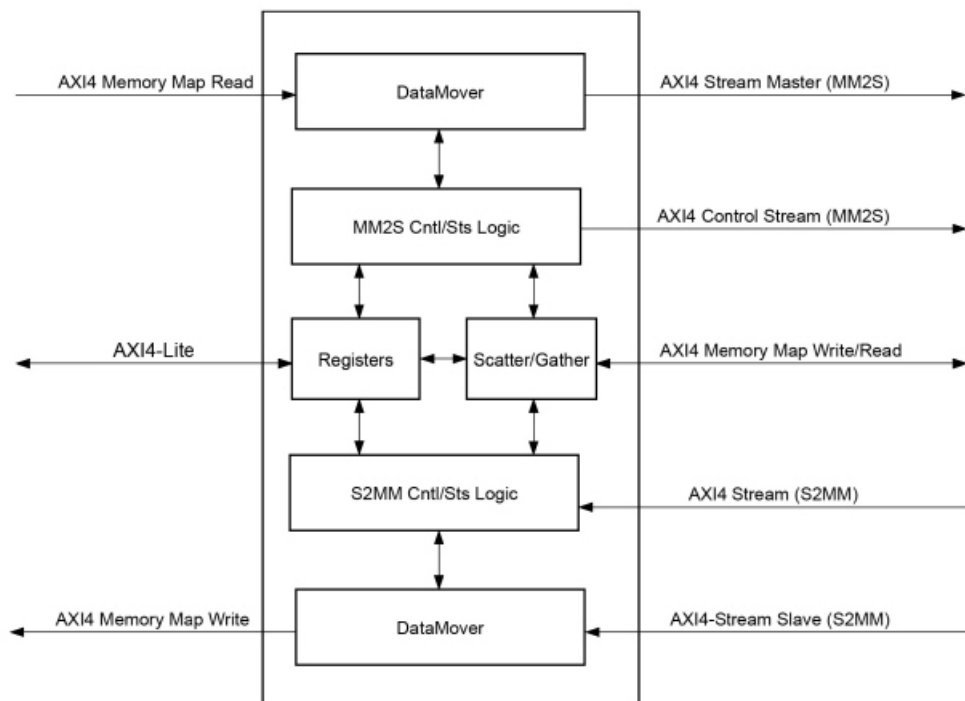 AXI4 Memory Map Read
DataMover
AXI4 Stream Master (MM2S)
MM2S Cntl/Sts Logic
AXI4 Control Stream (MM2S)
AXI4-Lite
Registers
Scatter/Gather
AXI4 Memory Map Write/Read
S2MM Cntl/Sts Logic
AXI4 Stream (S2MM)
AXI4 Memory Map Write
DataMover
AXI4-Stream Slave (S2MM)